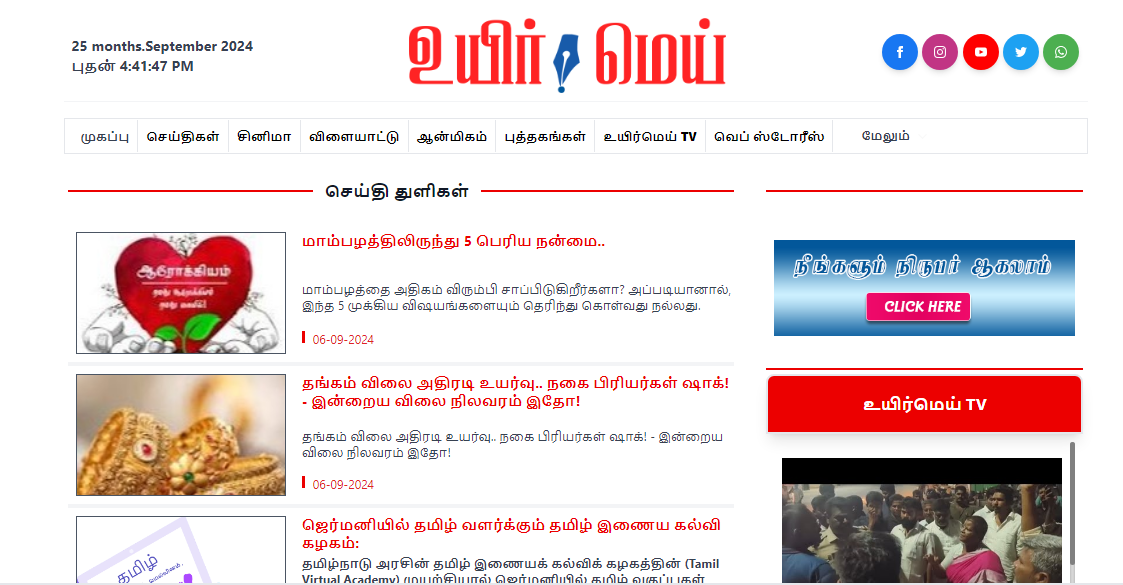 25 months.September 2024
புதன் 4:41:47 PM
உயிர் மெய்
முகப்பு செய்திகள் சினிமா விளையாட்டு ஆன்மிகம் புத்தகங்கள் உயிர்மெய் TV வெப் ஸ்டோரீஸ் மேலும்
செய்தி துளிகள்
ஆரோக்கியம்
மாம்பழத்திலிருந்து 5 பெரிய நன்மை..
மாம்பழத்தை அதிகம் விரும்பி சாப்பிடுகிறீர்களா? அப்படியானால்,
இந்த 5 முக்கிய விஷயங்களையும் தெரிந்து கொள்வது நல்லது.
06-09-2024
தங்கம் விலை அதிரடி உயர்வு.. நகை பிரியர்கள் ஷாக்!
- இன்றைய விலை நிலவரம் இதோ!
தங்கம் விலை அதிரடி உயர்வு.. நகை பிரியர்கள் ஷாக்! - இன்றைய
விலை நிலவரம் இதோ!
06-09-2024
தமிழ்
ஜெர்மனியில் தமிழ் வளர்க்கும் தமிழ் இணைய கல்வி
கழகம்:
தமிழ்நாடு அரசின் தமிழ் இணையக் கல்விக் கழகத்தின் (Tamil
Virtual Academy) முயற்சியால் ஜெர்மனியில் தமிழ் வகுப்புகள்
நீங்களும் நிருபர் ஆகலாம்
CLICK HERE
உயிர்மெய் TV